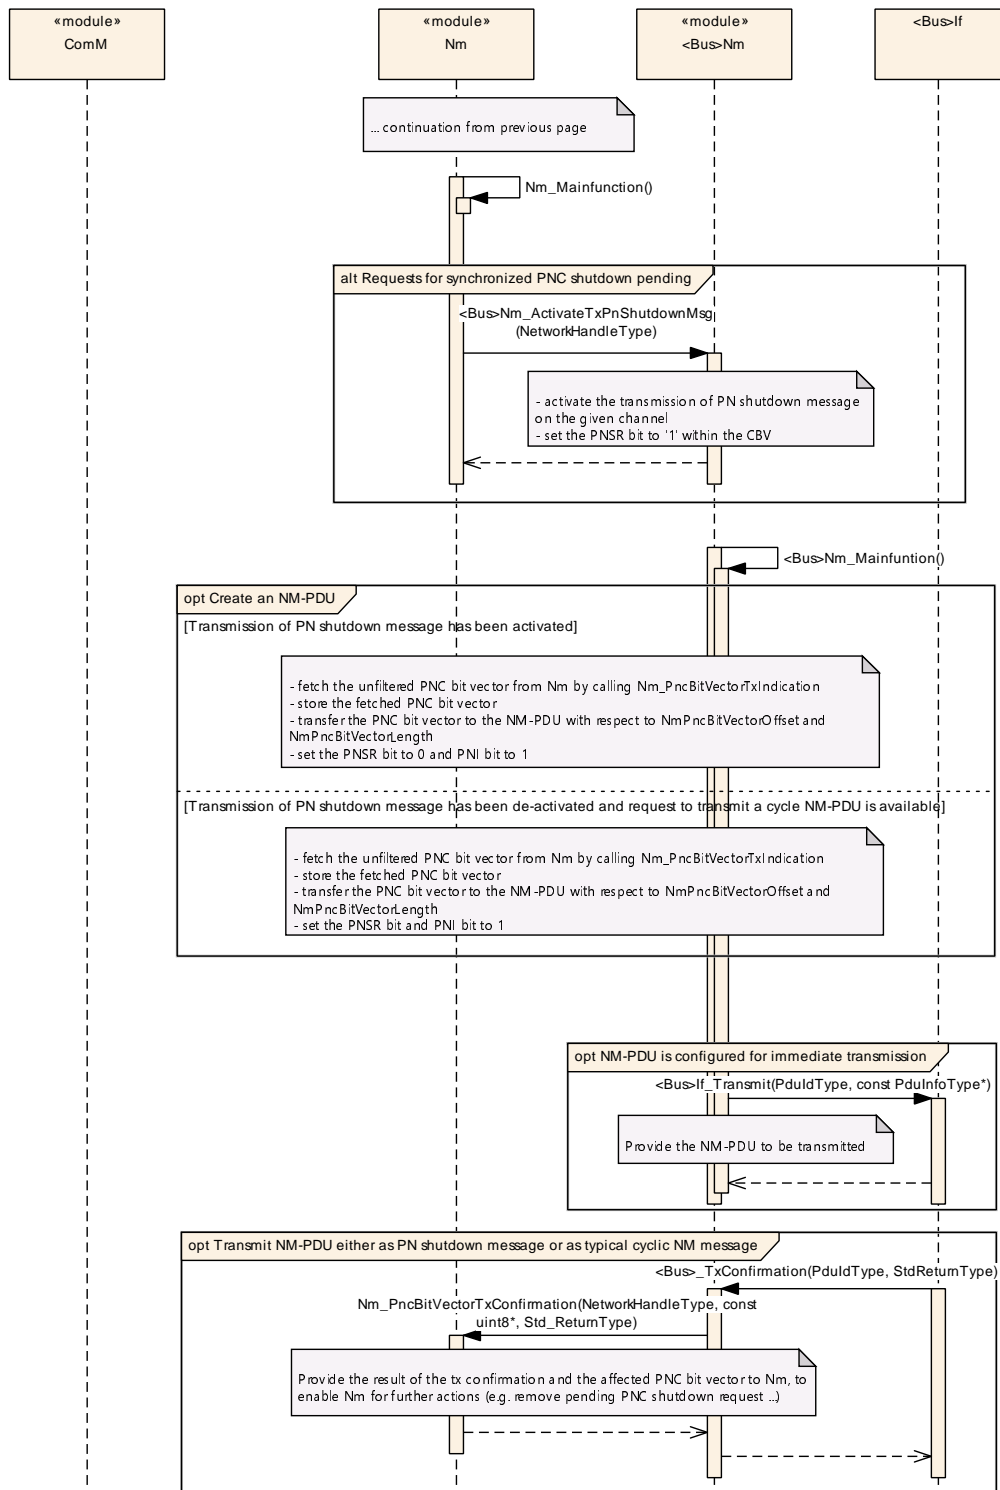 «module»
ComM
«module»
Nm
«module»
<Bus>Nm
<Bus>If
... continuation from previous page
Nm_Mainfunction()
alt Requests for synchronized PNC shutdown pending
<Bus>Nm_ActivateTxPnShutdownMsg
(NetworkHandleType)
- activate the transmission of PN shutdown message
on the given channel
- set the PNSR bit to '1' within the CBV
<Bus>Nm_Mainfuntion()
opt Create an NM-PDU
[Transmission of PN shutdown message has been activated]
- fetch the unfiltered PNC bit vector from Nm by calling Nm_PncBitVectorTxIndication
- store the fetched PNC bit vector
- transfer the PNC bit vector to the NM-PDU with respect to NmPncBitVectorOffset and
NmPncBitVectorLength
- set the PNSR bit to 0 and PNI bit to 1
[Transmission of PN shutdown message has been de-activated and request to transmit a cycle NM-PDU is available]
- fetch the unfiltered PNC bit vector from Nm by calling Nm_PncBitVectorTxIndication
- store the fetched PNC bit vector
- transfer the PNC bit vector to the NM-PDU with respect to NmPncBitVectorOffset and
NmPncBitVectorLength
- set the PNSR bit and PNI bit to 1
opt NM-PDU is configured for immediate transmission
<Bus>If_Transmit(PduIdType, const PduInfoType*)
Provide the NM-PDU to be transmitted
opt Transmit NM-PDU either as PN shutdown message or as typical cyclic NM message
<Bus>_TxConfirmation(PduIdType, StdReturnType)
Nm_PncBitVectorTxConfirmation(NetworkHandleType, const
uint8*, Std_ReturnType)
Provide the result of the tx confirmation and the affected PNC bit vector to Nm, to
enable Nm for further actions (e.g. remove pending PNC shutdown request ...)